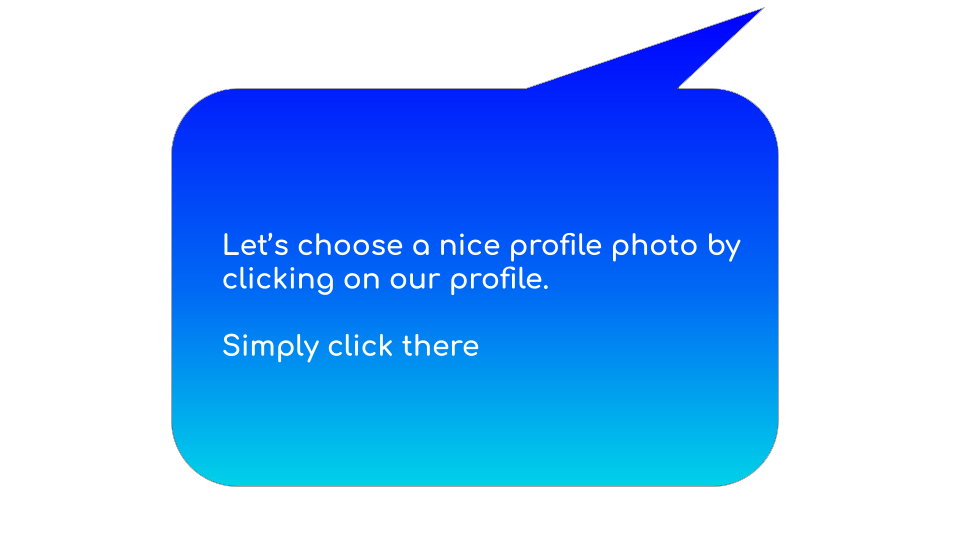 Let’s choose a nice profile photo by
clicking on our profile.
Simply click there